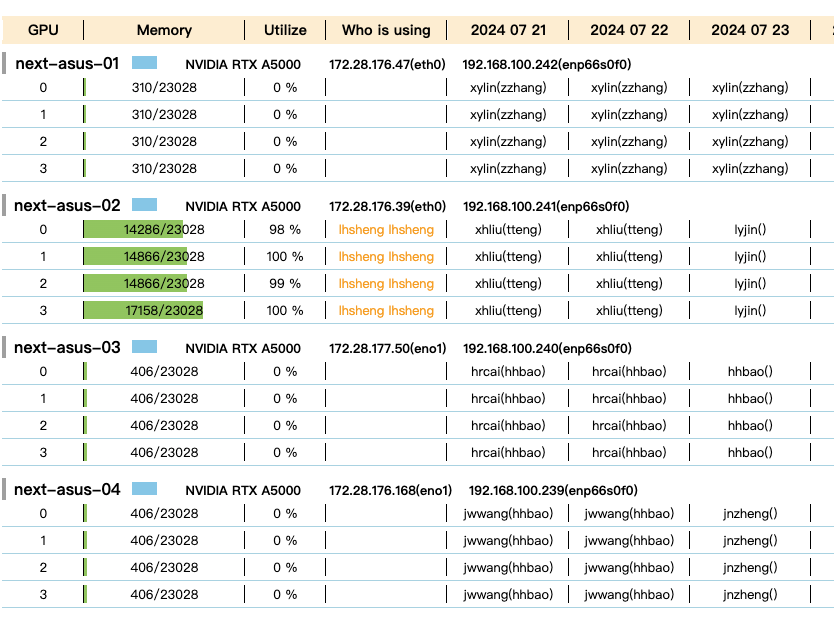 GPU Memory Utilize Who is using 2024 07 21 2024 07 22 2024 07 23
next-asus-01 NVIDIA RTX A5000 172.28.176.47(eth0) 192.168.100.242(enp66s0f0)
0 310/23028 0 % xylin(zzhang) xylin(zzhang) xylin(zzhang)
1 310/23028 0 % xylin(zzhang) xylin(zzhang) xylin(zzhang)
2 310/23028 0 % xylin(zzhang) xylin(zzhang) xylin(zzhang)
3 310/23028 0 % xylin(zzhang) xylin(zzhang) xylin(zzhang)
next-asus-02 NVIDIA RTX A5000 172.28.176.39(eth0) 192.168.100.241(enp66s0f0)
0 14286/23028 98 % lhsheng lhsheng xhliu(tteng) xhliu(tteng) lyjin()
1 14866/23028 100 % lhsheng lhsheng xhliu(tteng) xhliu(tteng) lyjin()
2 14866/23028 99 % lhsheng lhsheng xhliu(tteng) xhliu(tteng) lyjin()
3 17158/23028 100 % lhsheng lhsheng xhliu(tteng) xhliu(tteng) lyjin()
next-asus-03 NVIDIA RTX A5000 172.28.177.50(eno1) 192.168.100.240(enp66s0f0)
0 406/23028 0 % hrcai(hhbao) hrcai(hhbao) hhbao()
1 406/23028 0 % hrcai(hhbao) hrcai(hhbao) hhbao()
2 406/23028 0 % hrcai(hhbao) hrcai(hhbao) hhbao()
3 406/23028 0 % hrcai(hhbao) hrcai(hhbao) hhbao()
next-asus-04 NVIDIA RTX A5000 172.28.176.168(eno1) 192.168.100.239(enp66s0f0)
0 406/23028 0 % jwwang(hhbao) jwwang(hhbao) jnzheng()
1 406/23028 0 % jwwang(hhbao) jwwang(hhbao) jnzheng()
2 406/23028 0 % jwwang(hhbao) jwwang(hhbao) jnzheng()
3 406/23028 0 % jwwang(hhbao) jwwang(hhbao) jnzheng()